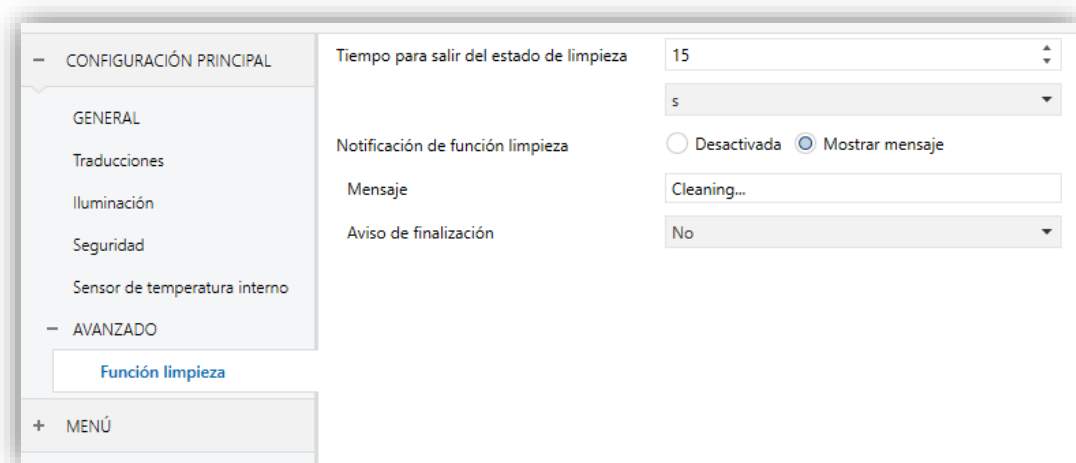 CONFIGURACIÓN PRINCIPAL
GENERAL
Traducciones
Iluminación
Seguridad
Sensor de temperatura interno
AVANZADO
Función limpieza
MENÚ
Tiempo para salir del estado de limpieza 15
s
Notificación de función limpieza Desactivada Mostrar mensaje
Mensaje Cleaning...
Aviso de finalización No